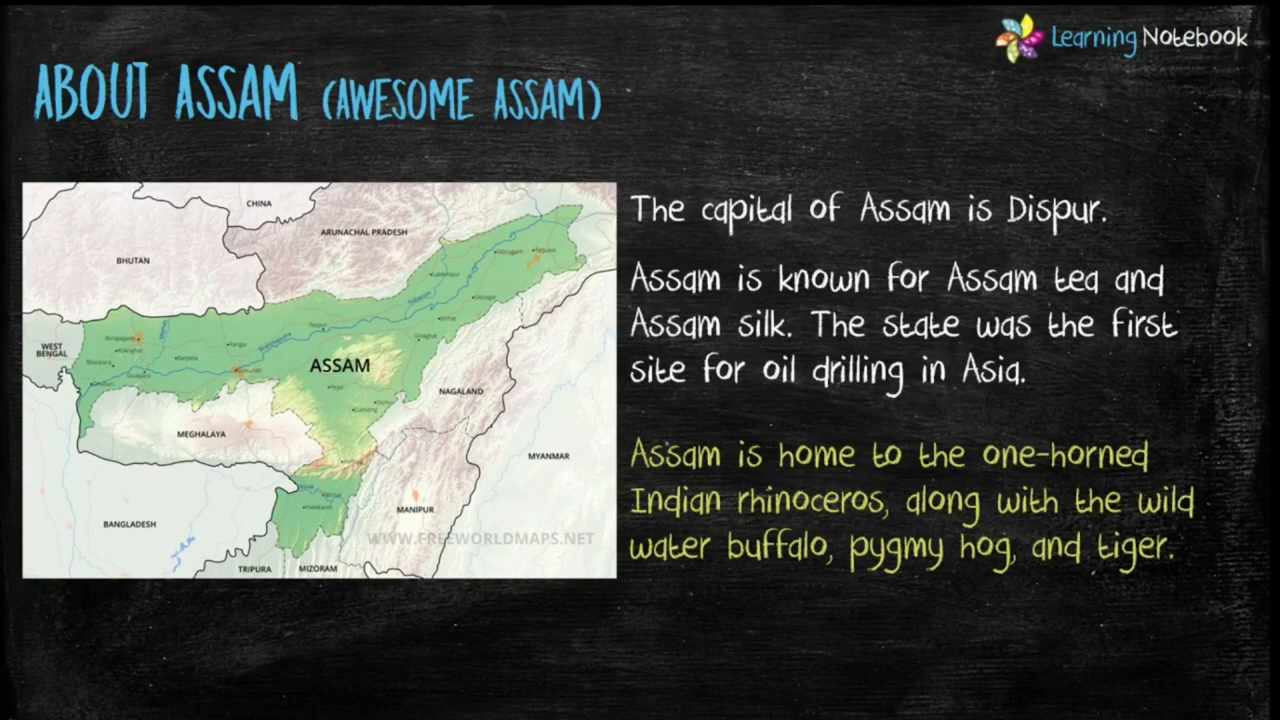 Learning Notebook
ABOUT ASSAM (AWESOME ASSAM)
The capital of Assam is Dispur.
Assam is known for Assam tea and
Assam silk. The state was the first
site for oil drilling in Asia.
Assam is home to the one-horned
Indian rhinoceros, along with the wild
water buffalo, pygmy hog, and tiger.
CHINA
ARUNACHAL PRADESH
BHUTAN
WEST
BENGAL
ASSAM
NAGALAND
MEGHALAYA
MYANMAR
BANGLADESH
MANIPUR
WWW.FREEWORLDMAPS.NET
TRIPURA
MIZORAM